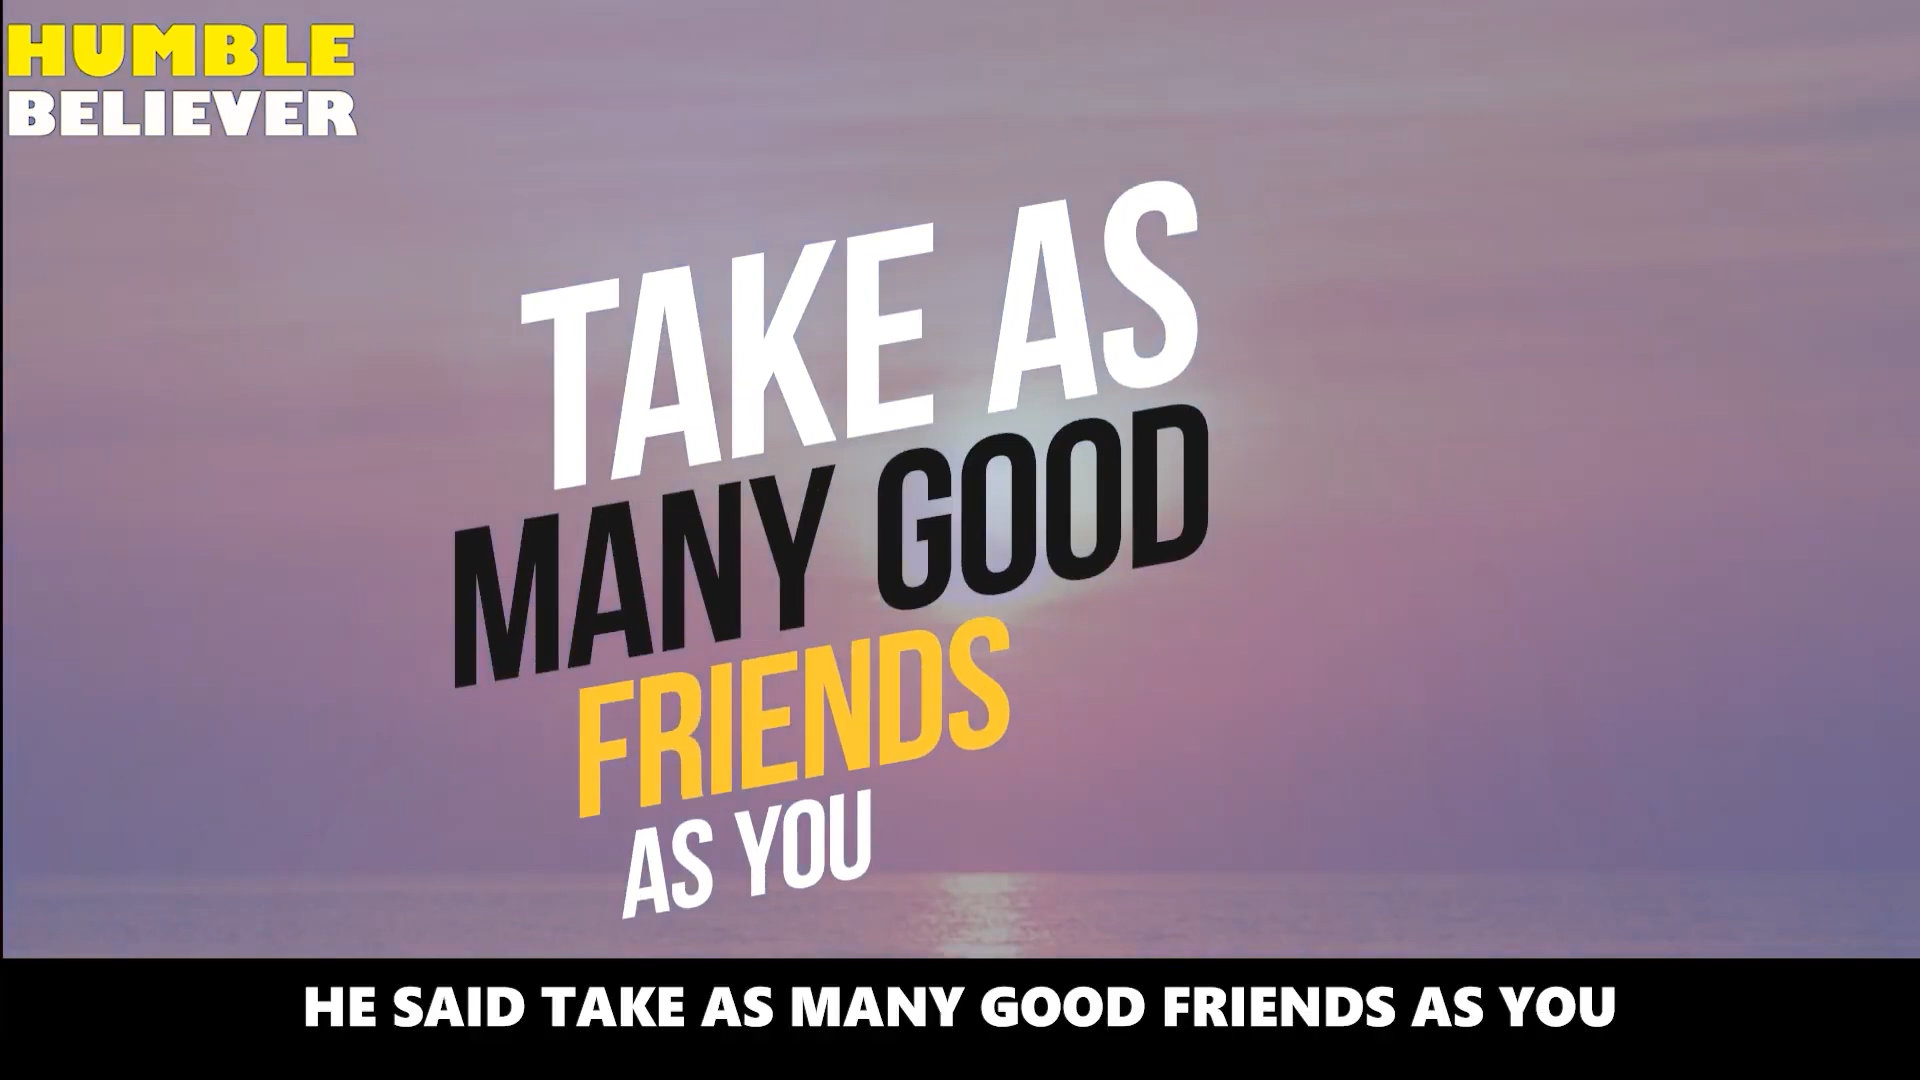 HUMBLE
BELIEVER
TAKE AS
MANY GOOD
FRIENDS
AS YOU
HE SAID TAKE AS MANY GOOD FRIENDS AS YOU